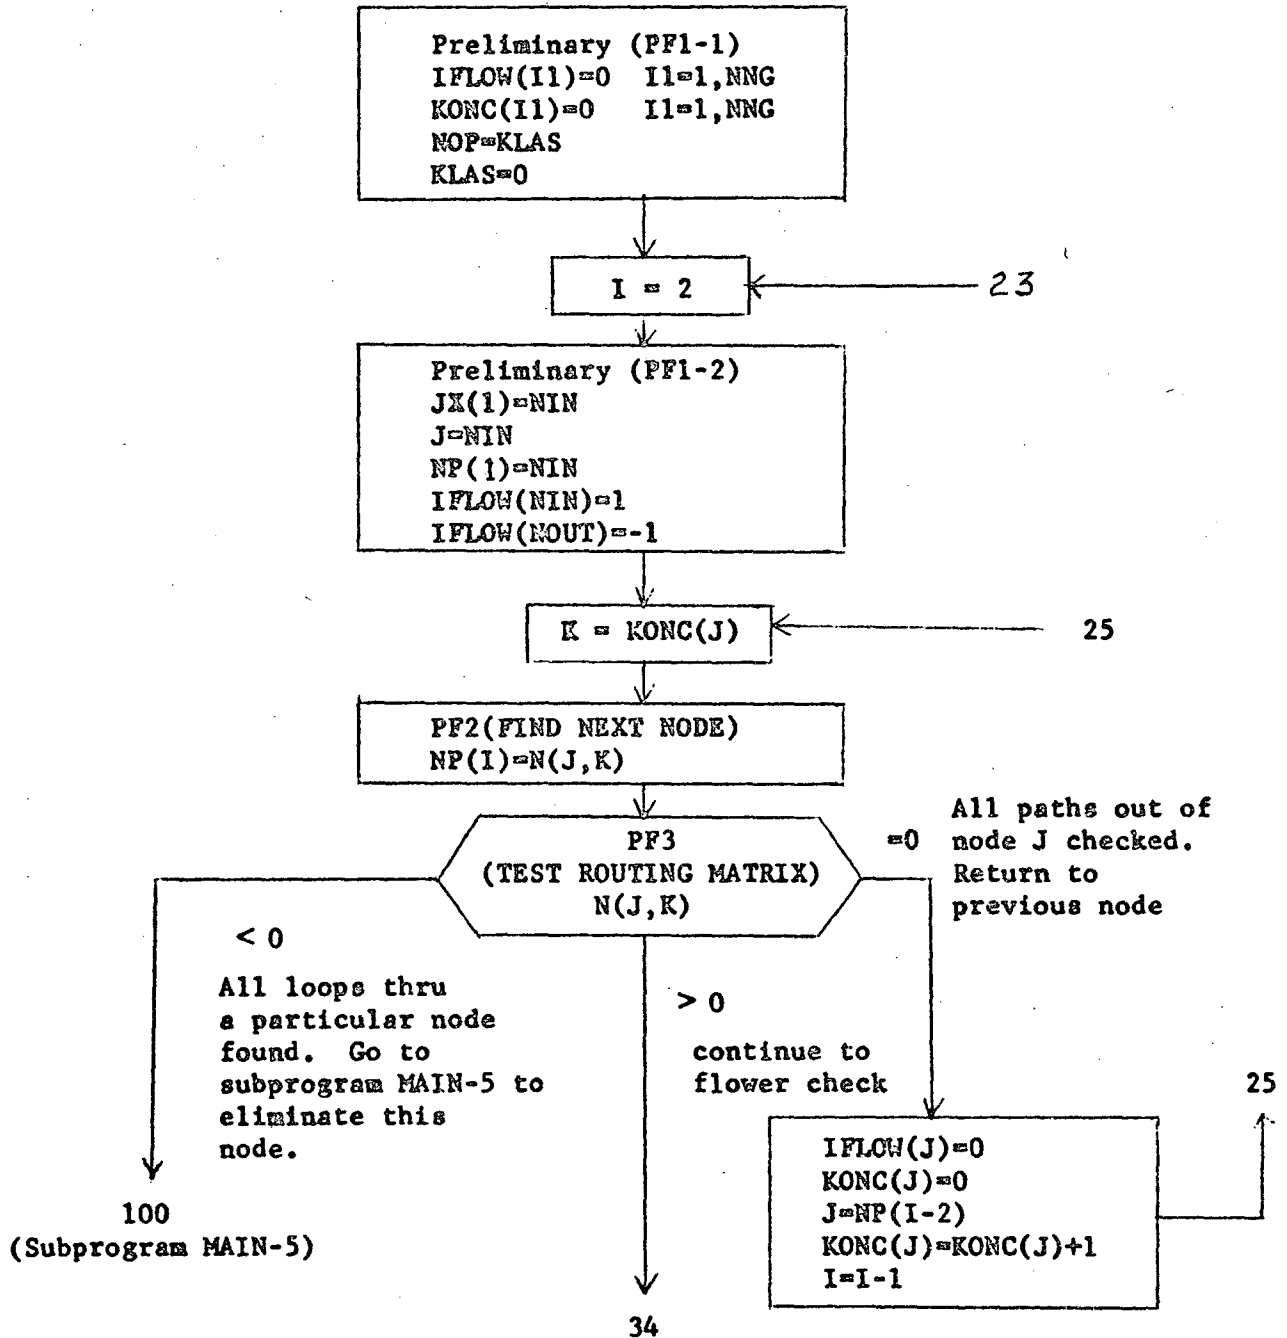 Preliminary (PF1-1)
IFLOW(I1)=0 I1=1,NNG
KONC(I1)=0 I1=1,NNG
NOP=KLAS
KLAS=0
I = 2
23
Preliminary (PF1-2)
JX(1)=NIN
J=NIN
NP(1)=NIN
IFLOW(NIN)=1
IFLOW(NOUT)=-1
K = KONC(J)
25
PF2(FIND NEXT NODE)
NP(I)=N(J,K)
PF3
(TEST ROUTING MATRIX)
N(J,K)
=0
All paths out of
node J checked.
Return to
previous node
< 0
All loops thru
a particular node
found. Go to
subprogram MAIN-5 to
eliminate this
node.
> 0
continue to
flower check
25
IFLOW(J)=0
KONC(J)=0
J=NP(I-2)
KONC(J)=KONC(J)+1
I=I-1
100
(Subprogram MAIN-5)
34